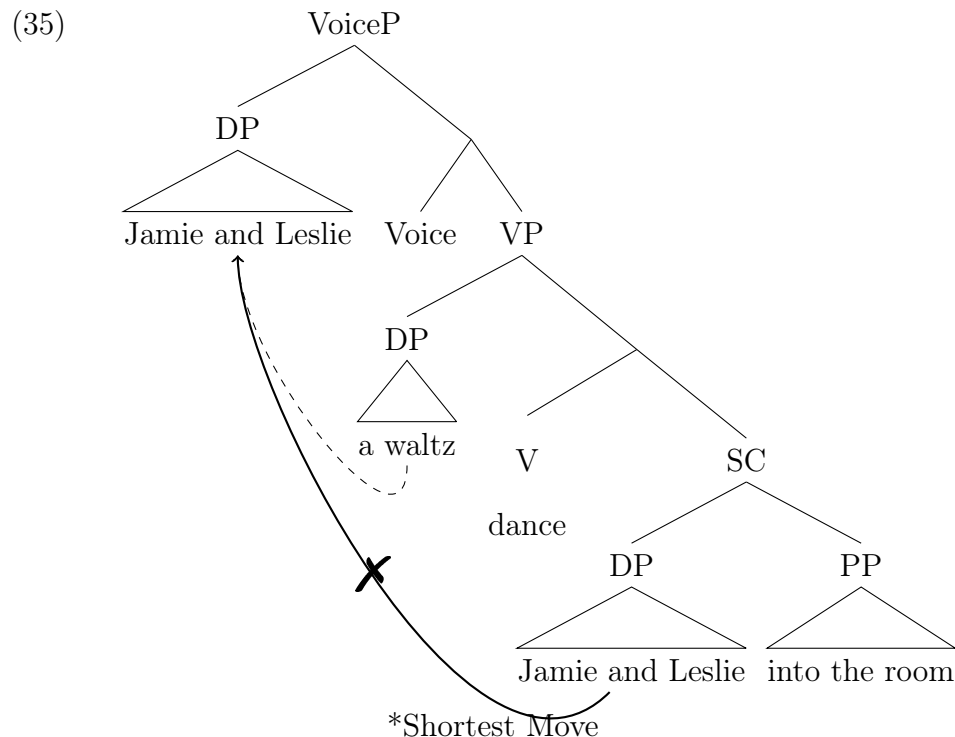 (35)
VoiceP
DP
Jamie and Leslie Voice VP
DP
a waltz
V SC
dance
DP PP
Jamie and Leslie into the room
*Shortest Move